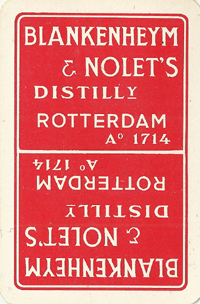 BLANKENHEYM
& NOLET'S
DISTILLY
ROTTERDAM
Aº 1714
BLANKENHEYM
& NOLET'S
DISTILLY
ROTTERDAM
Aº 1714